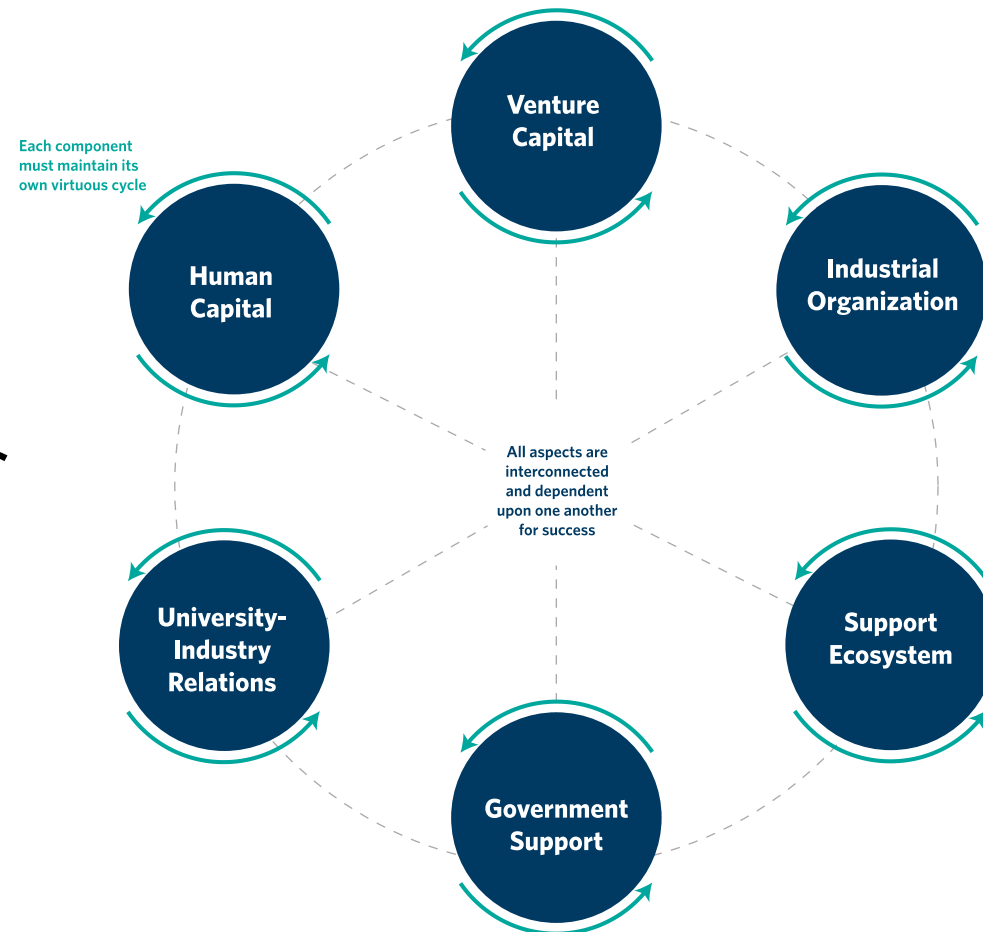 Venture
Capital
Each component
must maintain its
own virtuous cycle
Human
Capital
Industrial
Organization
All aspects are
interconnected
and dependent
upon one another
for success
University-
Industry
Relations
Support
Ecosystem
Government
Support